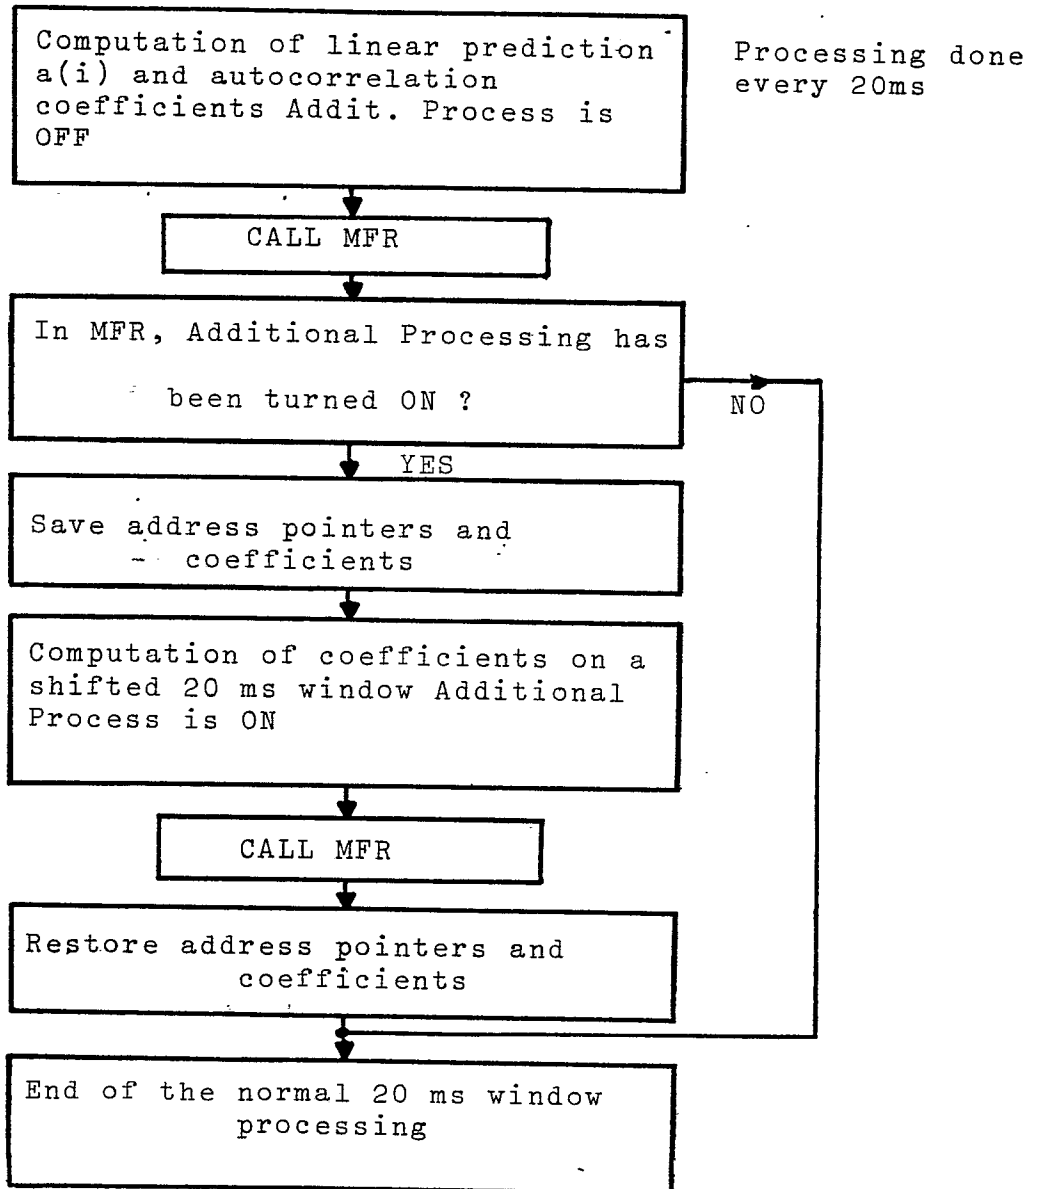 Computation of linear prediction
a(i) and autocorrelation
coefficients Addit. Process is
OFF
Processing done
every 20ms
CALL MFR
In MFR, Additional Processing has
been turned ON ?
NO
YES
Save address pointers and
coefficients
Computation of coefficients on a
shifted 20 ms window Additional
Process is ON
CALL MFR
Restore address pointers and
coefficients
End of the normal 20 ms window
processing